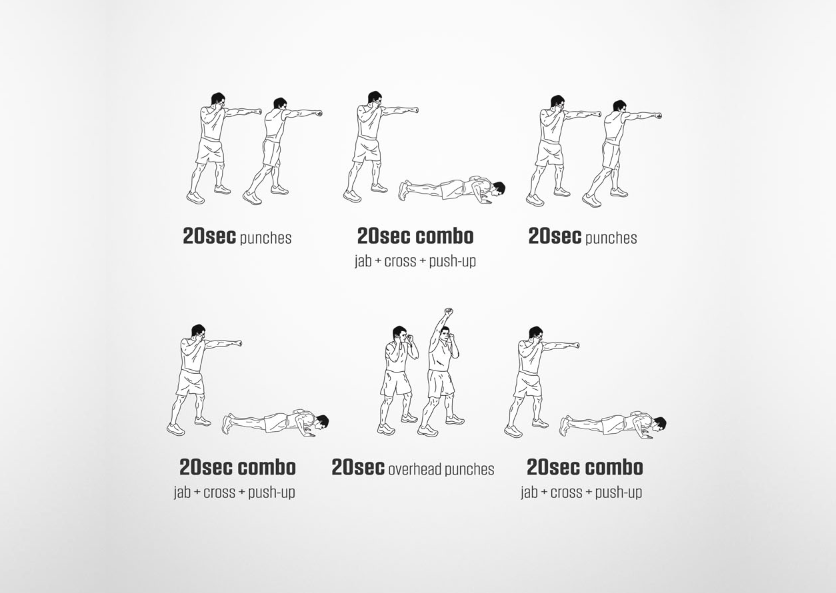 20sec punches
20sec combo
jab + cross + push-up
20sec punches
20sec combo
jab + cross + push-up
20sec overhead punches
20sec combo
jab + cross + push-up